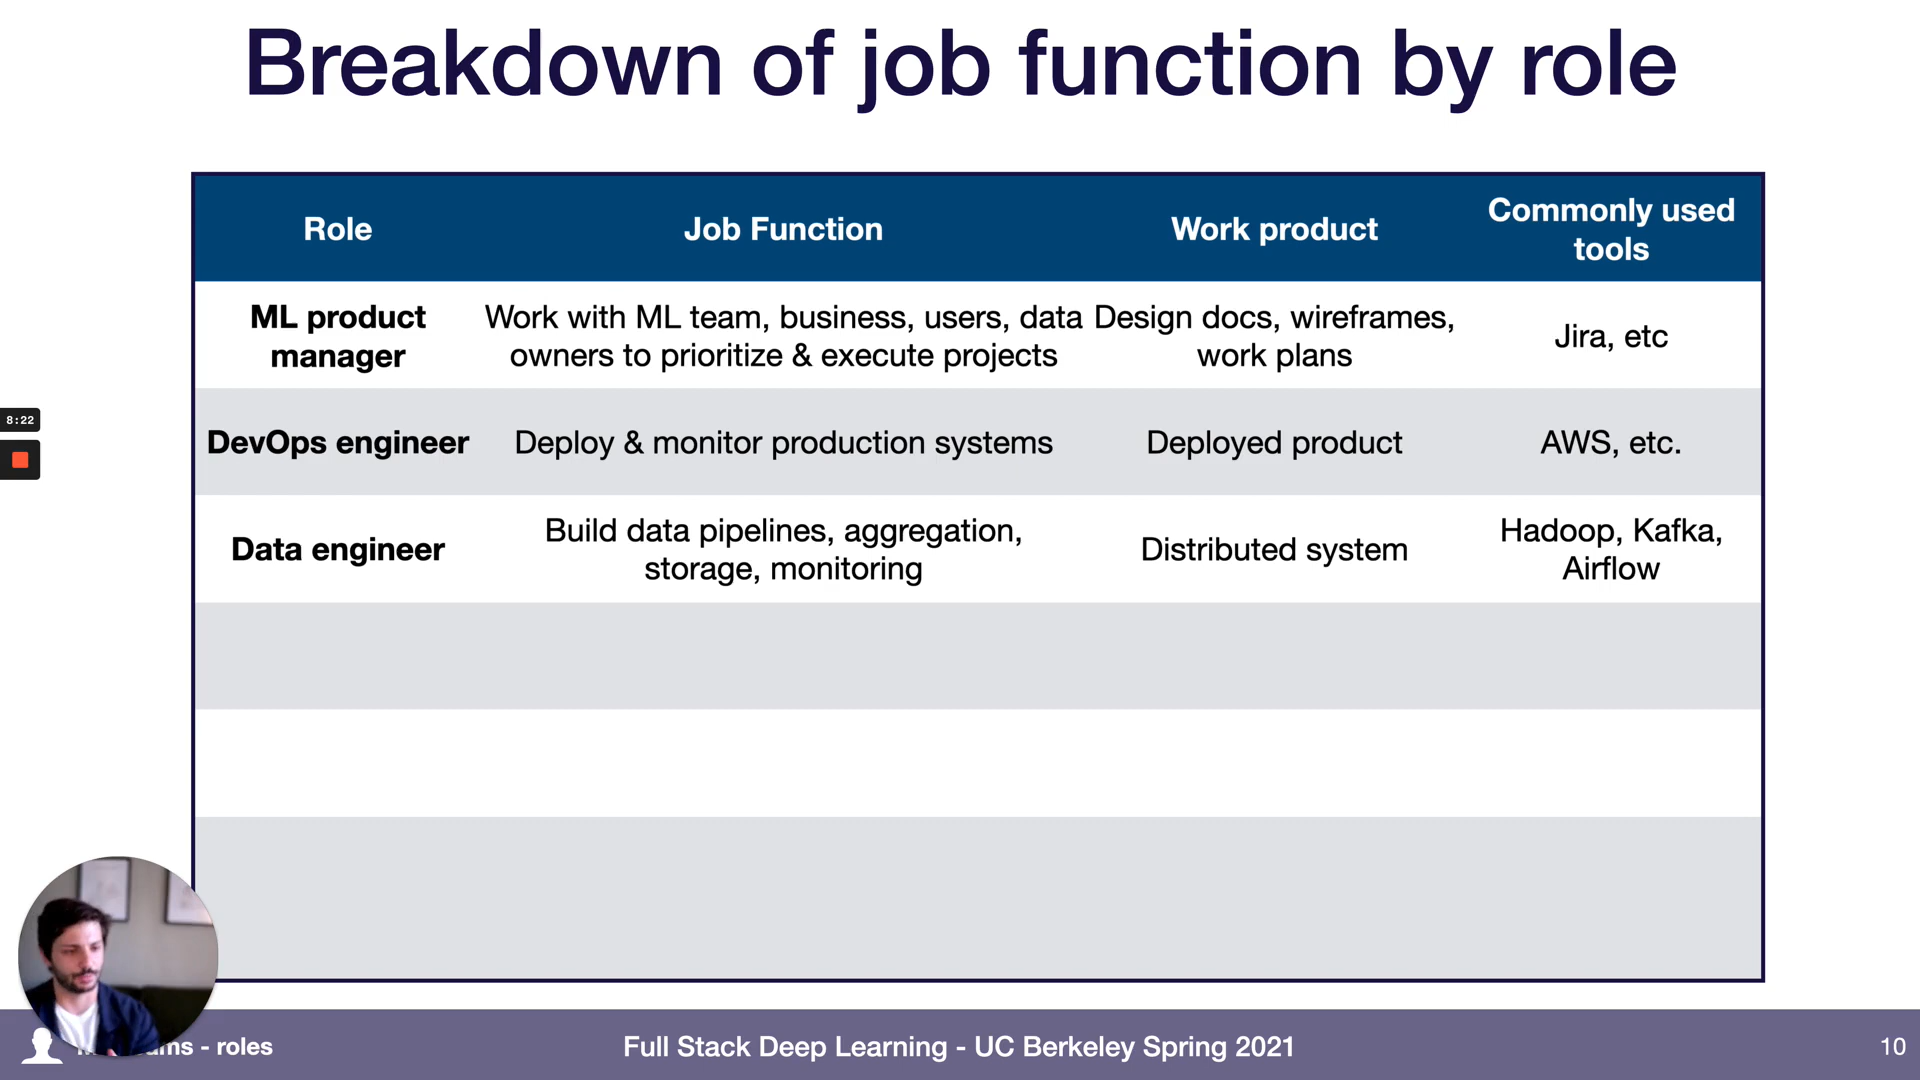 Breakdown of job function by role
Role
Job Function
Work product
Commonly used
tools
ML product
manager
Work with ML team, business, users, data
owners to prioritize & execute projects
Design docs, wireframes,
work plans
Jira, etc
DevOps engineer
Deploy & monitor production systems
Deployed product
AWS, etc.
Data engineer
Build data pipelines, aggregation,
storage, monitoring
Distributed system
Hadoop, Kafka,
Airflow
8:22
- roles
Full Stack Deep Learning - UC Berkeley Spring 2021
10